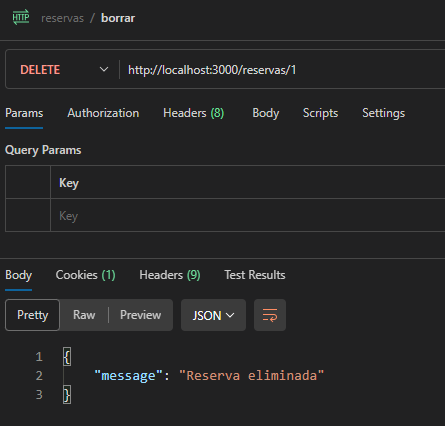 HTTP reservas / borrar
DELETE http://localhost:3000/reservas/1
Params Authorization Headers (8) Body Scripts Settings
Query Params
Key
Key
Body Cookies (1) Headers (9) Test Results
Pretty Raw Preview JSON
1 {
2 "message": "Reserva eliminada"
3 }